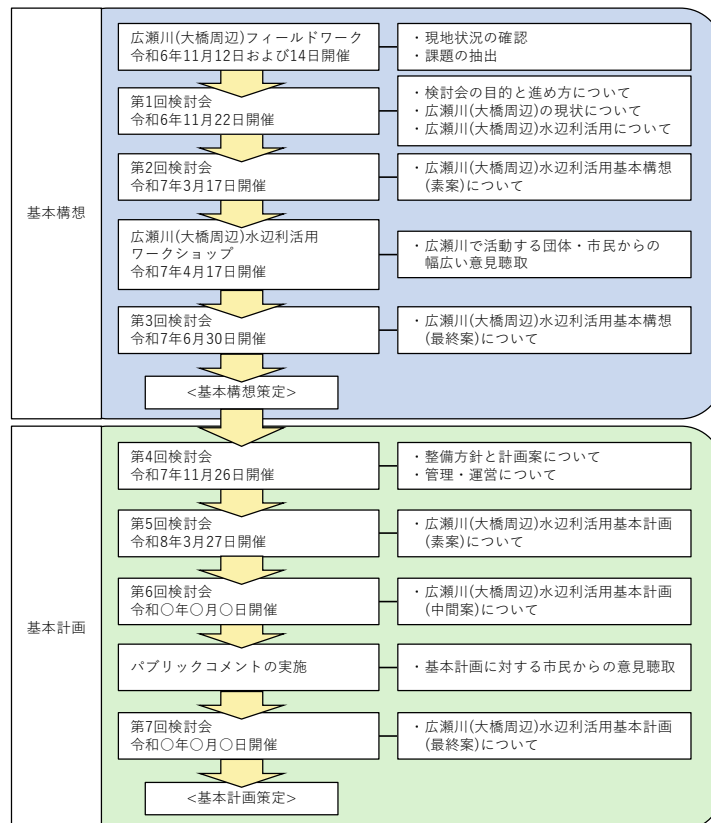 基本構想
広瀬川(大橋周辺)フィールドワーク
令和6年11月12日および14日開催
・現地状況の確認
・課題の抽出
第1回検討会
令和6年11月22日開催
・検討会の目的と進め方について
・広瀬川(大橋周辺)の現状について
・広瀬川(大橋周辺)水辺利活用について
第2回検討会
令和7年3月17日開催
・広瀬川(大橋周辺)水辺利活用基本構想
(素案)について
広瀬川(大橋周辺)水辺利活用
ワークショップ
令和7年4月17日開催
・広瀬川で活動する団体・市民からの
幅広い意見聴取
第3回検討会
令和7年6月30日開催
・広瀬川(大橋周辺)水辺利活用基本構想
(最終案)について
<基本構想策定>
基本計画
第4回検討会
令和7年11月26日開催
・整備方針と計画案について
・管理・運営について
第5回検討会
令和8年3月27日開催
・広瀬川(大橋周辺)水辺利活用基本計画
(素案)について
第6回検討会
令和○年○月○日開催
・広瀬川(大橋周辺)水辺利活用基本計画
(中間案)について
パブリックコメントの実施
・基本計画に対する市民からの意見聴取
第7回検討会
令和○年○月○日開催
・広瀬川(大橋周辺)水辺利活用基本計画
(最終案)について
<基本計画策定>